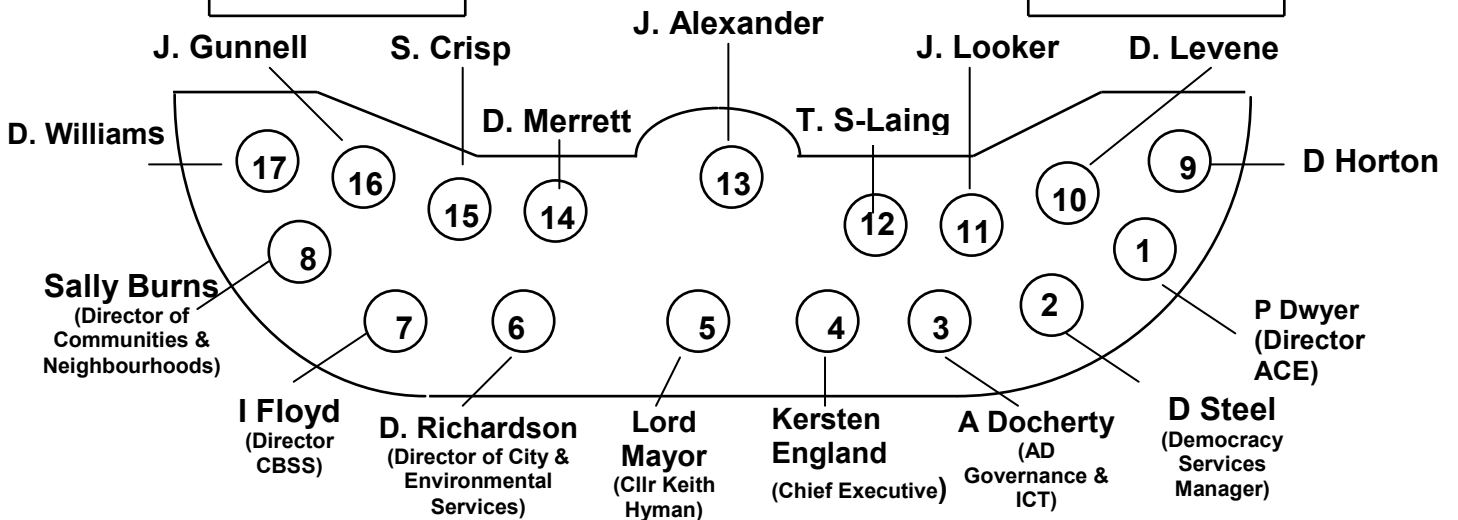 J. Alexander
J. Gunnell
S. Crisp
J. Looker
D. Levene
D. Williams
D. Merrett
T. S-Laing
D Horton
17
16
15
14
13
12
11
10
9
8
7
6
5
4
3
2
1
Sally Burns
(Director of
Communities &
Neighbourhoods)
I Floyd
(Director
CBSS)
D. Richardson
(Director of City &
Environmental
Services)
Lord
Mayor
(Cllr Keith
Hyman)
Kersten
England
(Chief Executive)
A Docherty
(AD
Governance &
ICT)
D Steel
(Democracy
Services
Manager)
P Dwyer
(Director
ACE)